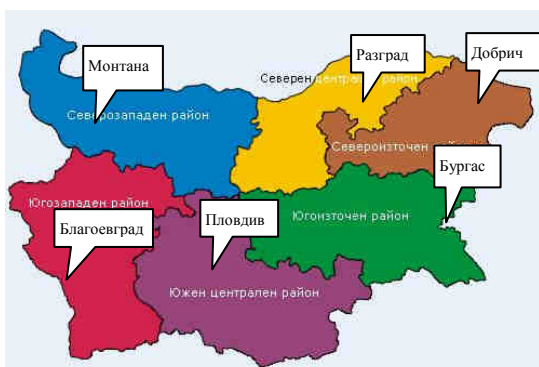 Добрич
Разград
Монтана
Северен централен район
Северозападен район
Североизточен район
Бургас
Югозападен район
Пловдив
Югоизточен район
Благоевград
Южен централен район